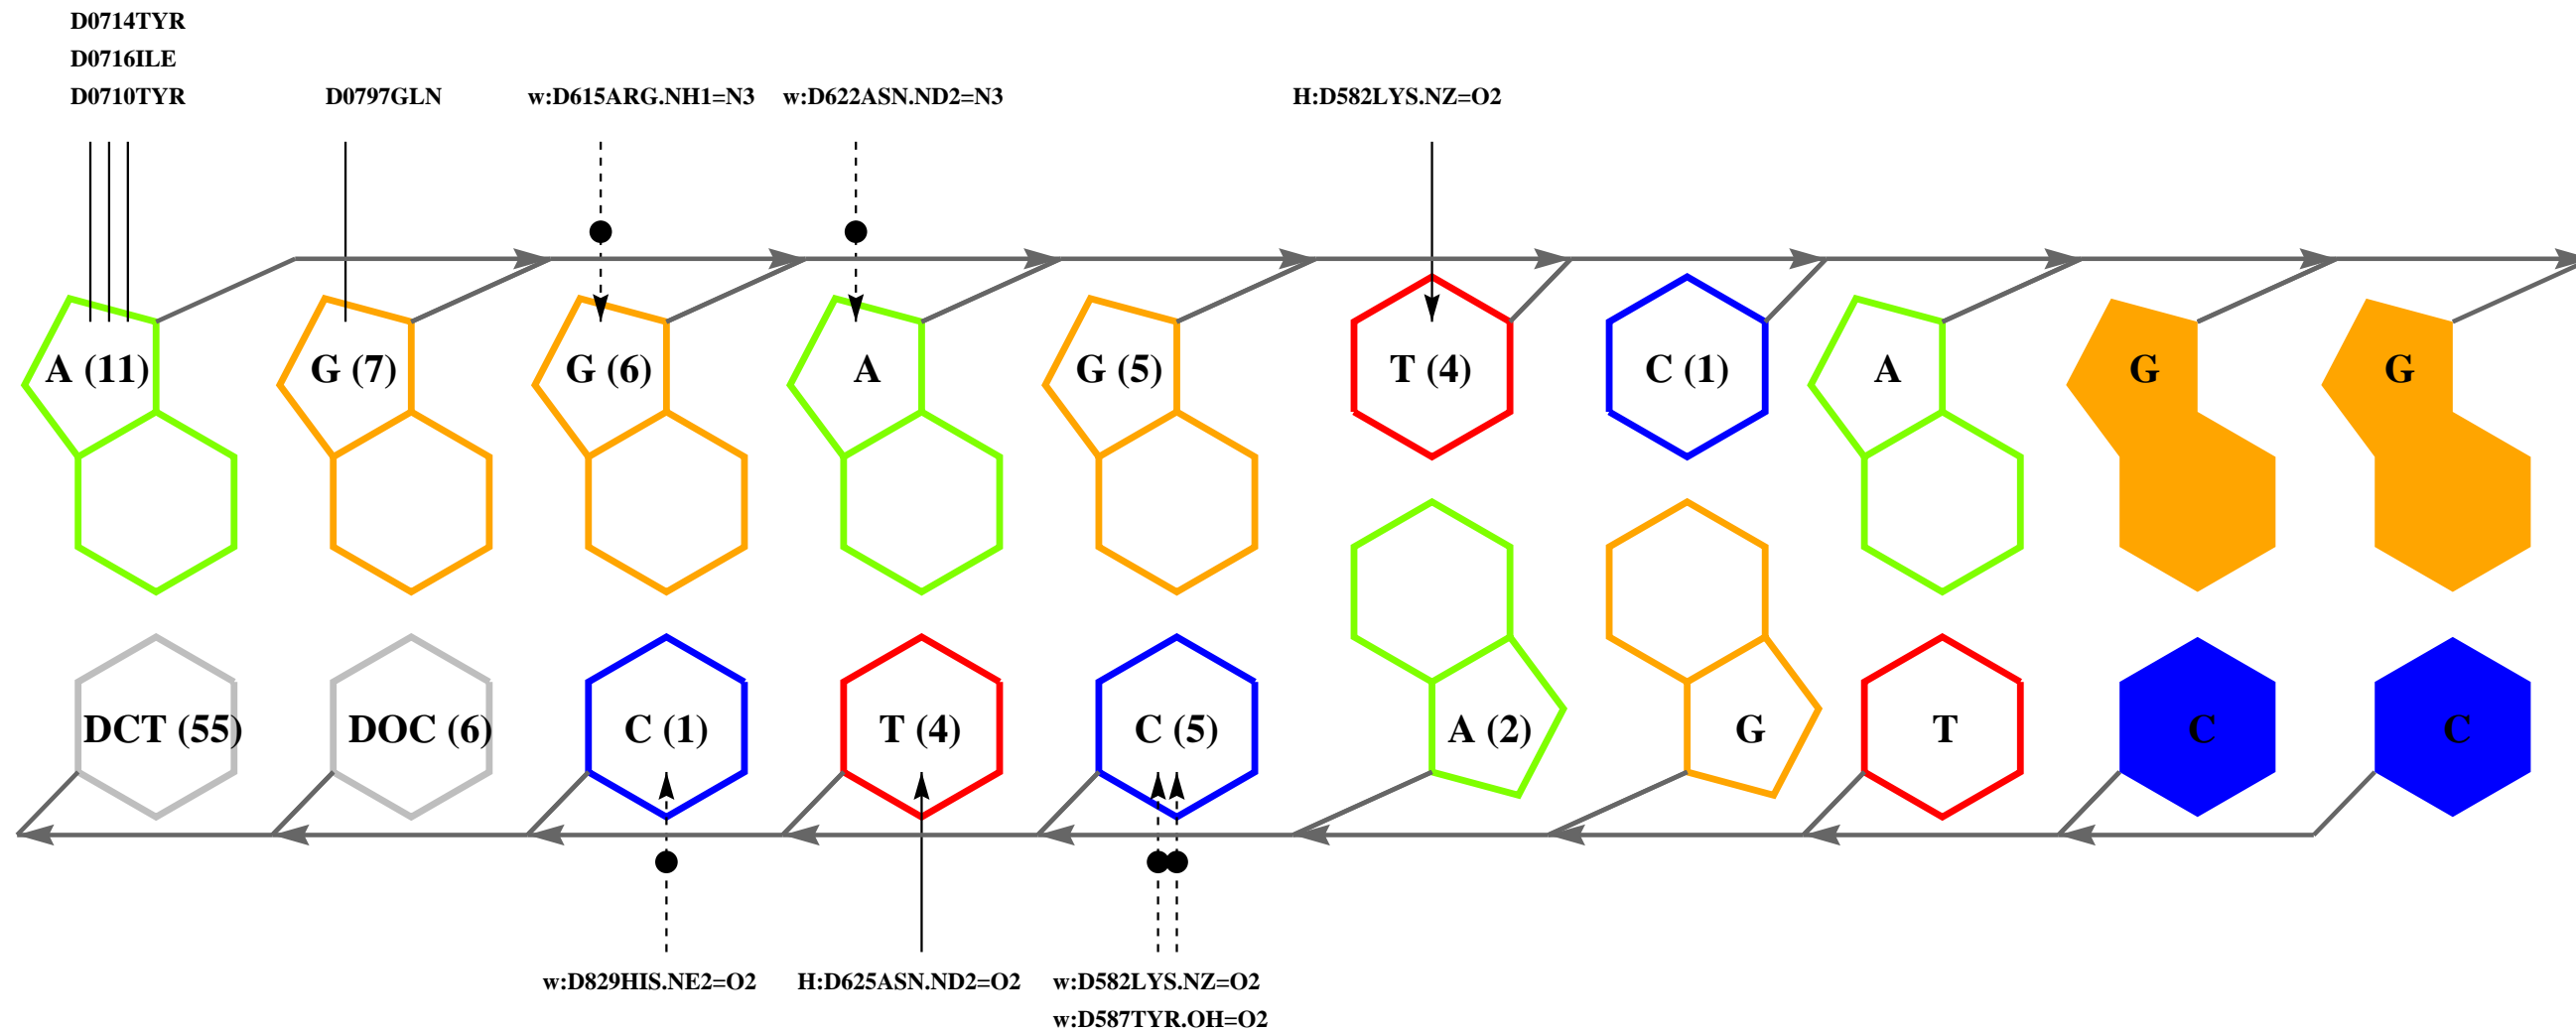 D0714TYR
D0716ILE
D0710TYR D0797GLN w:D615ARG.NH1=N3 w:D622ASN.ND2=N3 H:D582LYS.NZ=O2
A (11) G (7) G (6) A G (5) T (4) C (1) A G G
DCT (55) DOC (6) C (1) T (4) C (5) A (2) G T C C
w:D829HIS.NE2=O2 H:D625ASN.ND2=O2 w:D582LYS.NZ=O2
w:D587TYR.OH=O2